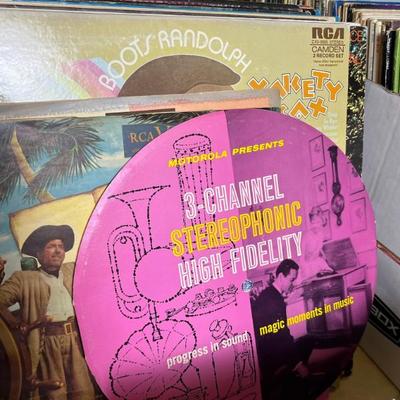 BOOTS RANDOLPH
RCA
CAMDEN
2 RECORD SET
YAKETY
SAX
RCA
MOTOROLA PRESENTS
3-CHANNEL
STEREOPHONIC
HIGH FIDELITY
progress in sound
magic moments in music